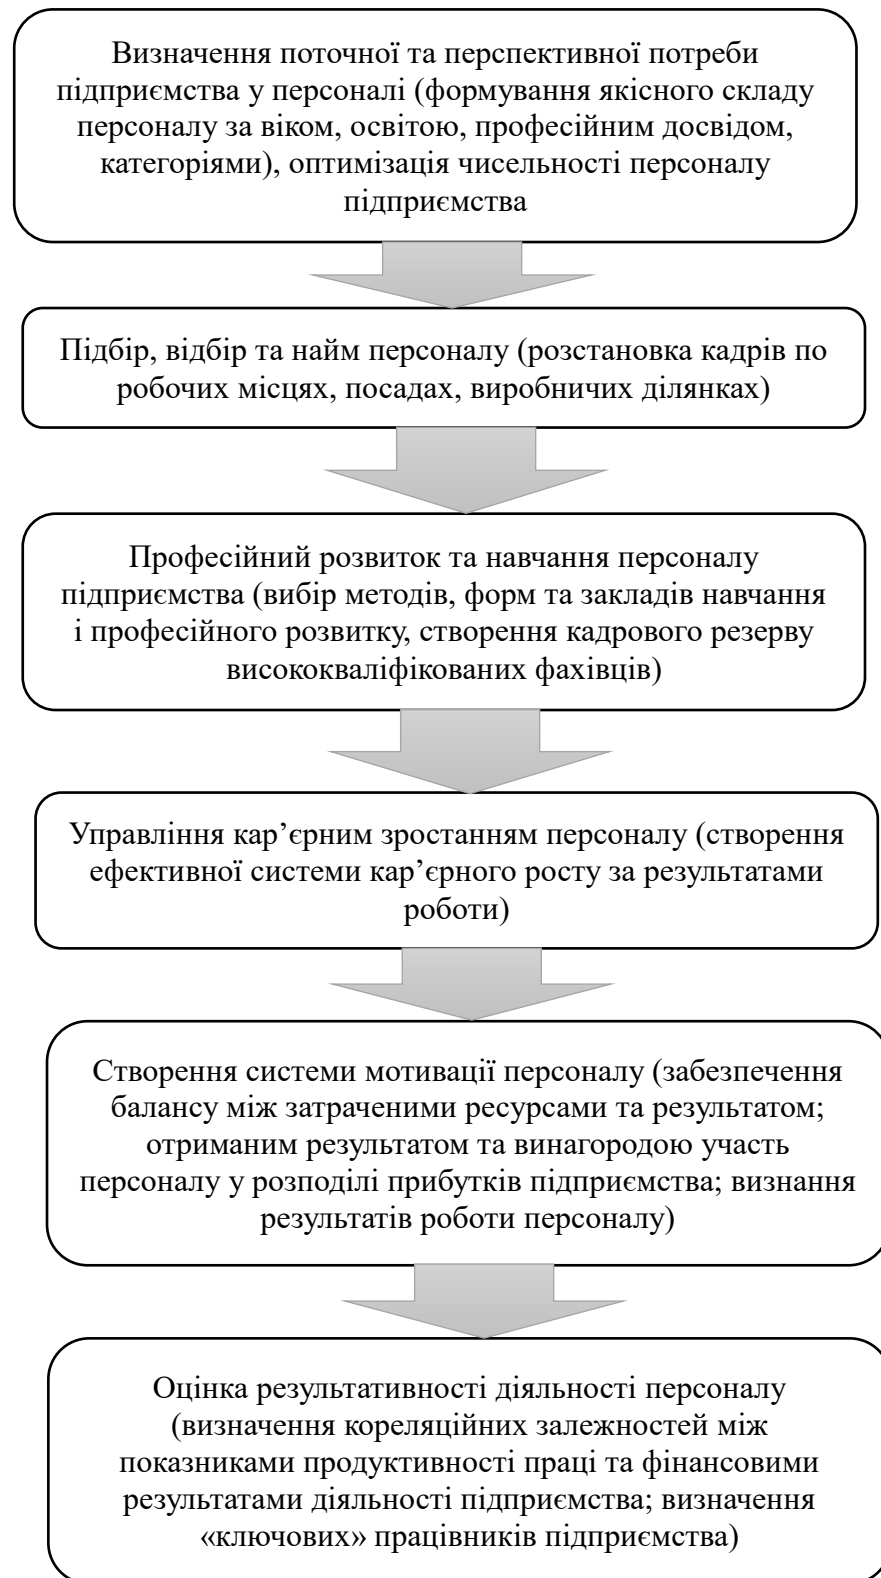 Визначення поточної та перспективної потреби
підприємства у персоналі (формування якісного складу
персоналу за віком, освітою, професійним досвідом,
категоріями), оптимізація чисельності персоналу
підприємства
Підбір, відбір та найм персоналу (розстановка кадрів по
робочих місцях, посадах, виробничих ділянках)
Професійний розвиток та навчання персоналу
підприємства (вибір методів, форм та закладів навчання
і професійного розвитку, створення кадрового резерву
висококваліфікованих фахівців)
Управління кар’єрним зростанням персоналу (створення
ефективної системи кар’єрного росту за результатами
роботи)
Створення системи мотивації персоналу (забезпечення
балансу між затраченими ресурсами та результатом;
отриманим результатом та винагородою участь
персоналу у розподілі прибутків підприємства; визнання
результатів роботи персоналу)
Оцінка результативності діяльності персоналу
(визначення кореляційних залежностей між
показниками продуктивності праці та фінансовими
результатами діяльності підприємства; визначення
«ключових» працівників підприємства)